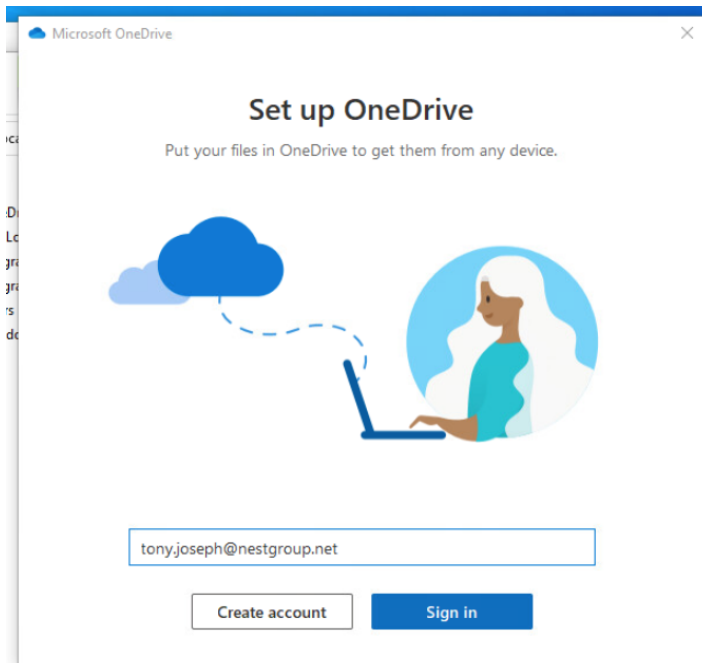 Microsoft OneDrive
Set up OneDrive
Put your files in OneDrive to get them from any device.
tony.joseph@nestgroup.net
Create account Sign in